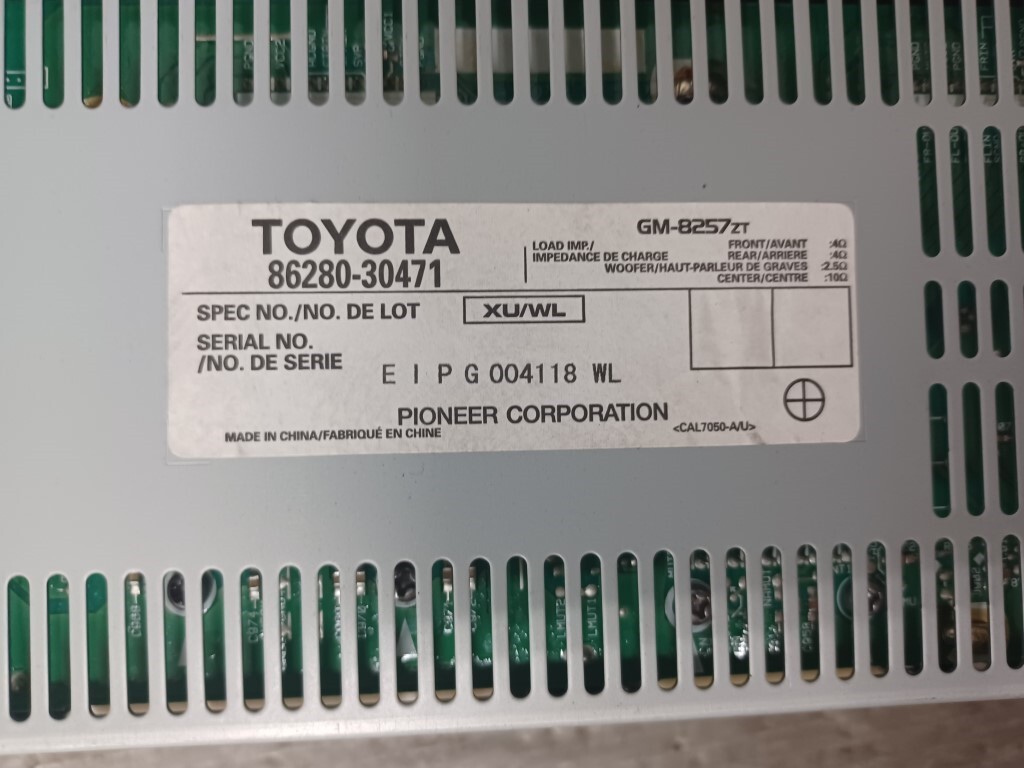 TOYOTA
86280-30471
GM-8257ZT
LOAD IMP./
IMPEDANCE DE CHARGE
FRONT/AVANT :4Ω
REAR/ARRIERE :4Ω
WOOFER/HAUT-PARLEUR DE GRAVES :2.5Ω
CENTER/CENTRE :10Ω
SPEC NO./NO. DE LOT XU/WL
SERIAL NO.
/NO. DE SERIE
E I P G 004118 WL
PIONEER CORPORATION
MADE IN CHINA/FABRIQUÉ EN CHINE
<CAL7050-A/U>
LMUT2
LMUT1